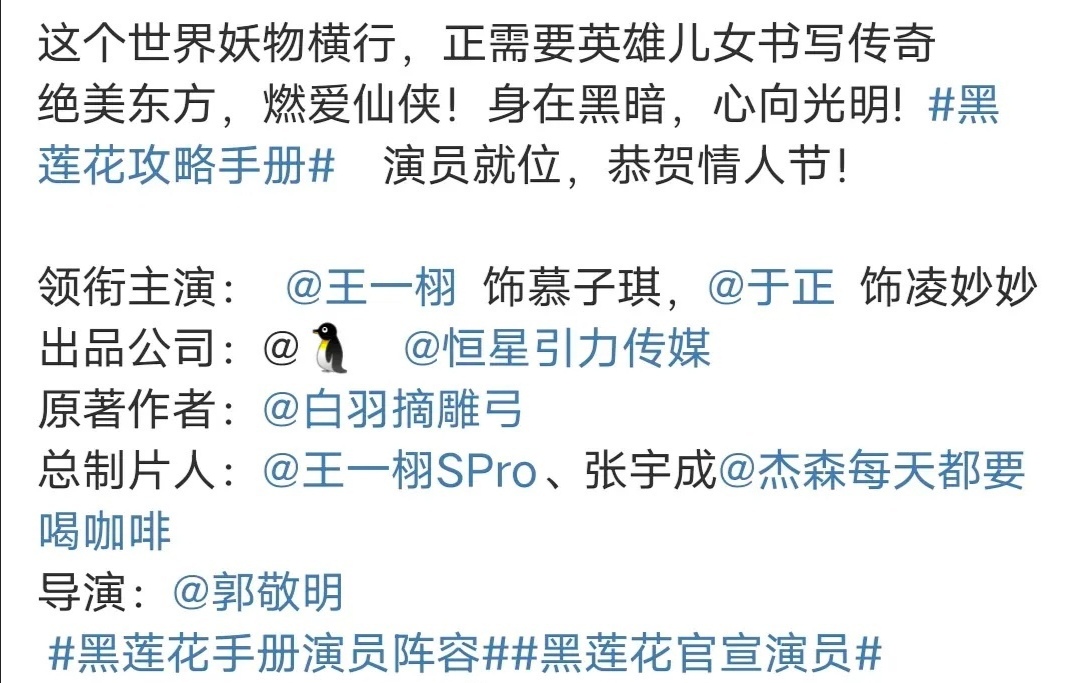 这个世界妖物横行，正需要英雄儿女书写传奇
绝美东方，燃爱仙侠！身在黑暗，心向光明！#黑
莲花攻略手册# 演员就位，恭贺情人节！
领衔主演： @王一栩 饰慕子琪，@于正 饰凌妙妙
出品公司：@🐧 @恒星引力传媒
原著作者：@白羽摘雕弓
总制片人：@王一栩SPro、张宇成@杰森每天都要
喝咖啡
导演：@郭敬明
#黑莲花手册演员阵容##黑莲花官宣演员#